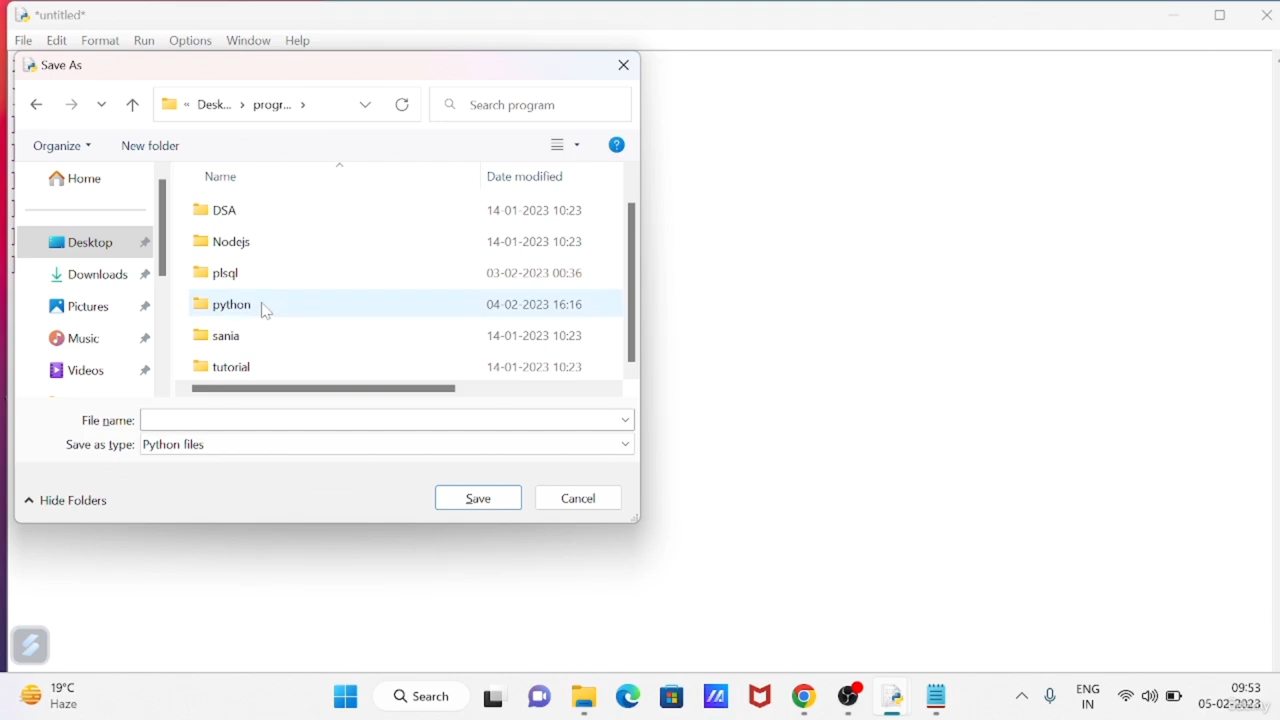 *untitled*
File Edit Format Run Options Window Help
Save As
« Desk... › progr... › Search program
Organize New folder
Home
Desktop
Downloads
Pictures
Music
Videos
Name Date modified
DSA 14-01-2023 10:23
Nodejs 14-01-2023 10:23
plsql 03-02-2023 00:36
python 04-02-2023 16:16
sania 14-01-2023 10:23
tutorial 14-01-2023 10:23
File name:
Save as type: Python files
Hide Folders Save Cancel
19°C
Haze
Search
ENG
IN
09:53
05-02-2023